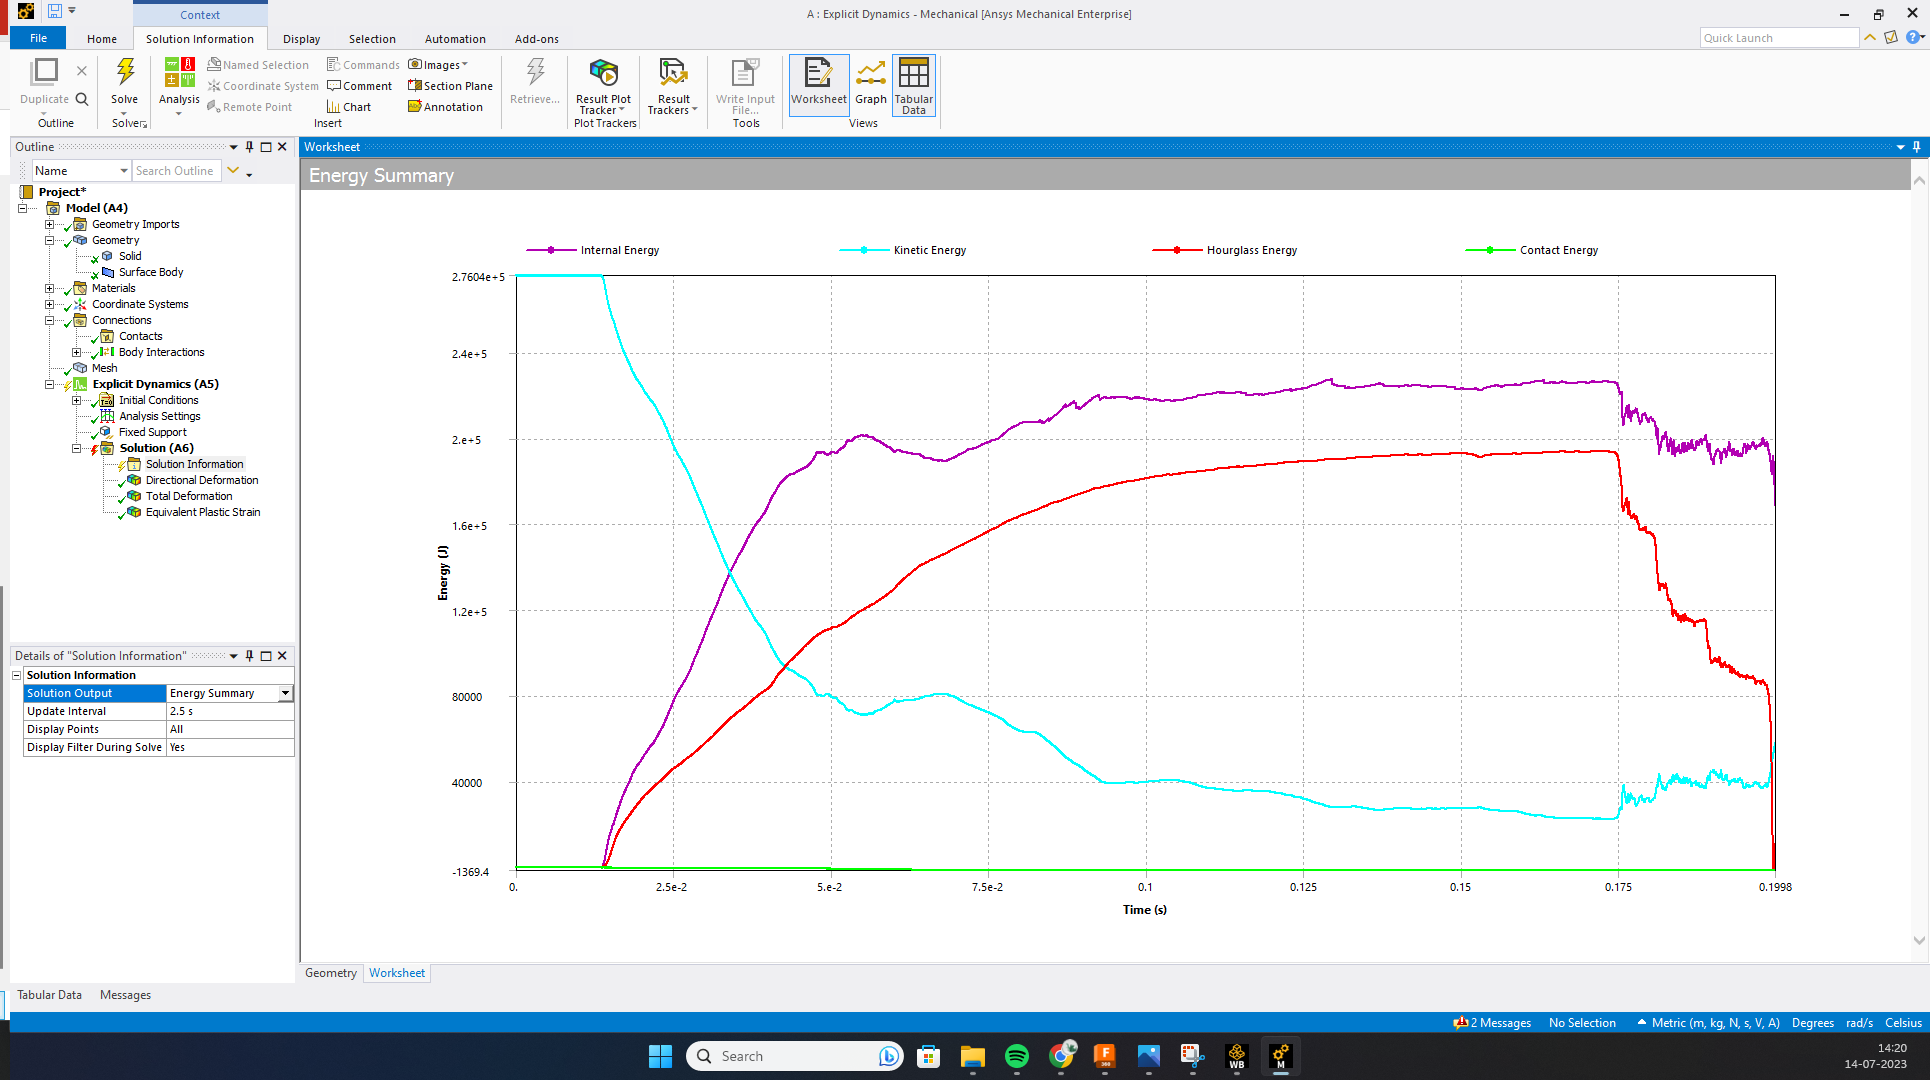 Context
A : Explicit Dynamics - Mechanical [Ansys Mechanical Enterprise]
File
Home
Solution Information
Display
Selection
Automation
Add-ons
Quick Launch
Duplicate
Outline
Solve
Solver
Analysis
Named Selection
Coordinate System
Remote Point
Commands
Comment
Chart
Images
Section Plane
Annotation
Insert
Retrieve...
Result Plot
Tracker
Plot Trackers
Result
Trackers
Write Input
File...
Tools
Worksheet
Graph
Tabular
Data
Views
Outline
Name
Search Outline
Project*
Model (A4)
Geometry Imports
Geometry
Solid
Surface Body
Materials
Coordinate Systems
Connections
Contacts
Body Interactions
Mesh
Explicit Dynamics (A5)
Initial Conditions
Analysis Settings
Fixed Support
Solution (A6)
Solution Information
Directional Deformation
Total Deformation
Equivalent Plastic Strain
Details of "Solution Information"
Solution Information
Solution Output Energy Summary
Update Interval 2.5 s
Display Points All
Display Filter During Solve Yes
Worksheet
Energy Summary
Internal Energy
Kinetic Energy
Hourglass Energy
Contact Energy
2.7604e+5
2.4e+5
2.e+5
1.6e+5
1.2e+5
80000
40000
-1369.4
Energy (J)
0. 2.5e-2 5.e-2 7.5e-2 0.1 0.125 0.15 0.175 0.1998
Time (s)
Geometry
Worksheet
Tabular Data
Messages
2 Messages
No Selection
Metric (m, kg, N, s, V, A)
Degrees
rad/s
Celsius
Search
F
360
WB
M
14:20
14-07-2023